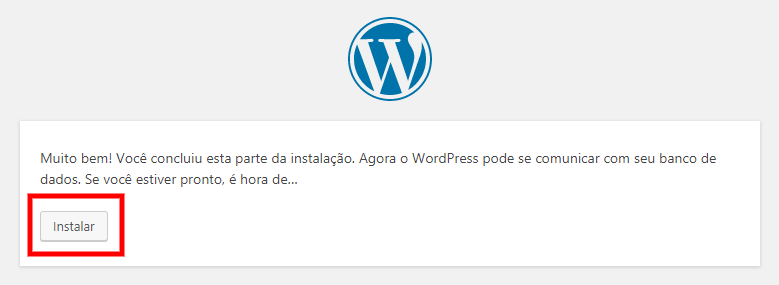 Muito bem! Você concluiu esta parte da instalação. Agora o WordPress pode se comunicar com seu banco de
dados. Se você estiver pronto, é hora de…
Instalar